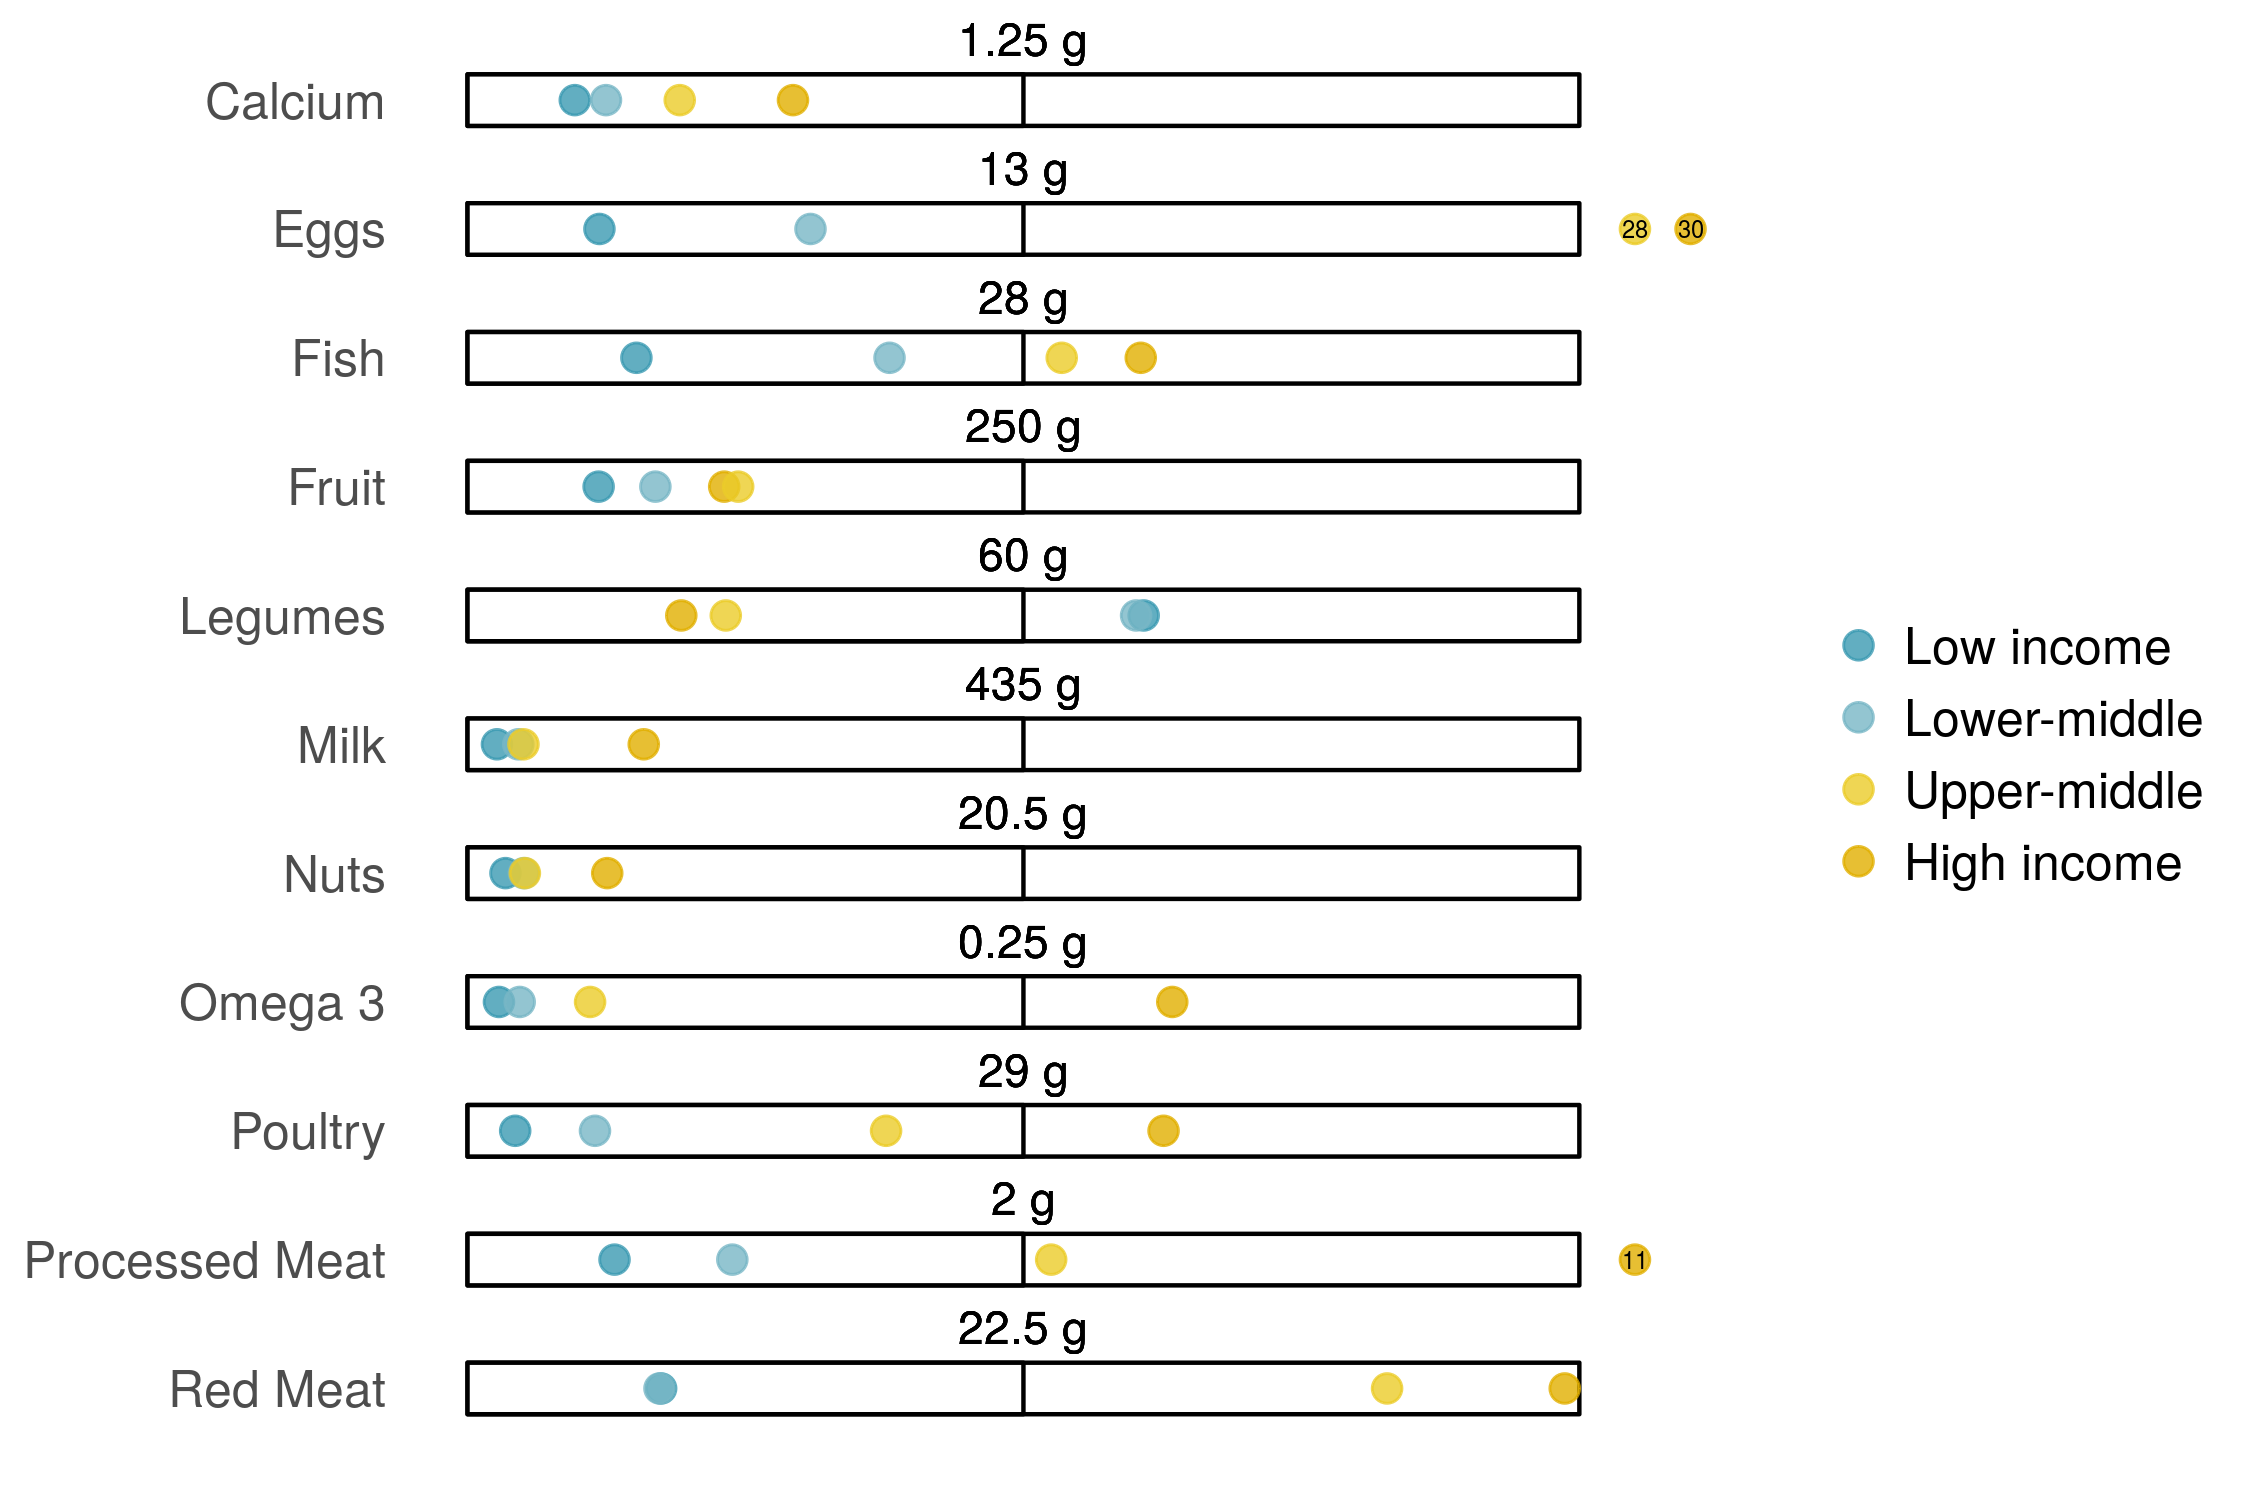 1.25 g
Calcium
13 g
Eggs
28
30
28 g
Fish
250 g
Fruit
60 g
Legumes
435 g
Milk
20.5 g
Nuts
0.25 g
Omega 3
29 g
Poultry
2 g
Processed Meat
11
22.5 g
Red Meat
Low income
Lower-middle
Upper-middle
High income